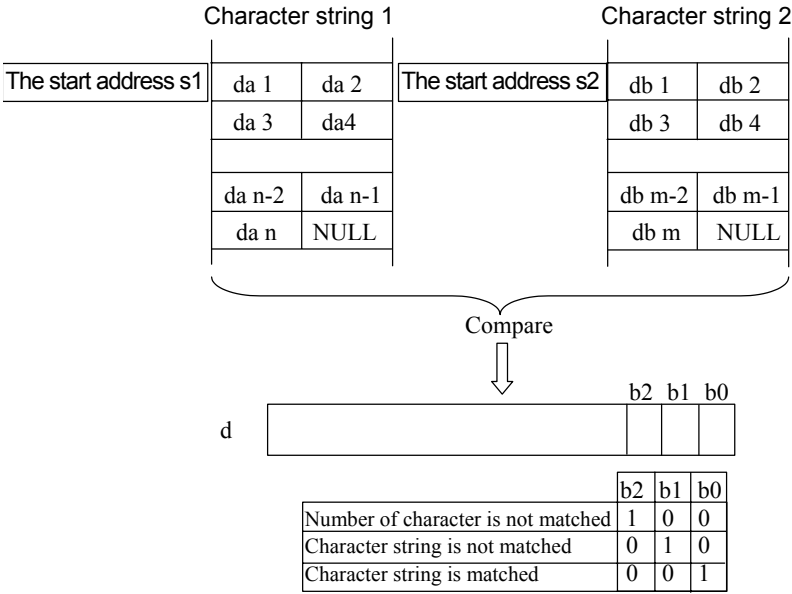 Character string 1 Character string 2
The start address s1 da 1 da 2 The start address s2 db 1 db 2
da 3 da4 db 3 db 4
da n-2 da n-1 db m-2 db m-1
da n NULL db m NULL
Compare
b2 b1 b0
d
b2 b1 b0
Number of character is not matched 1 0 0
Character string is not matched 0 1 0
Character string is matched 0 0 1